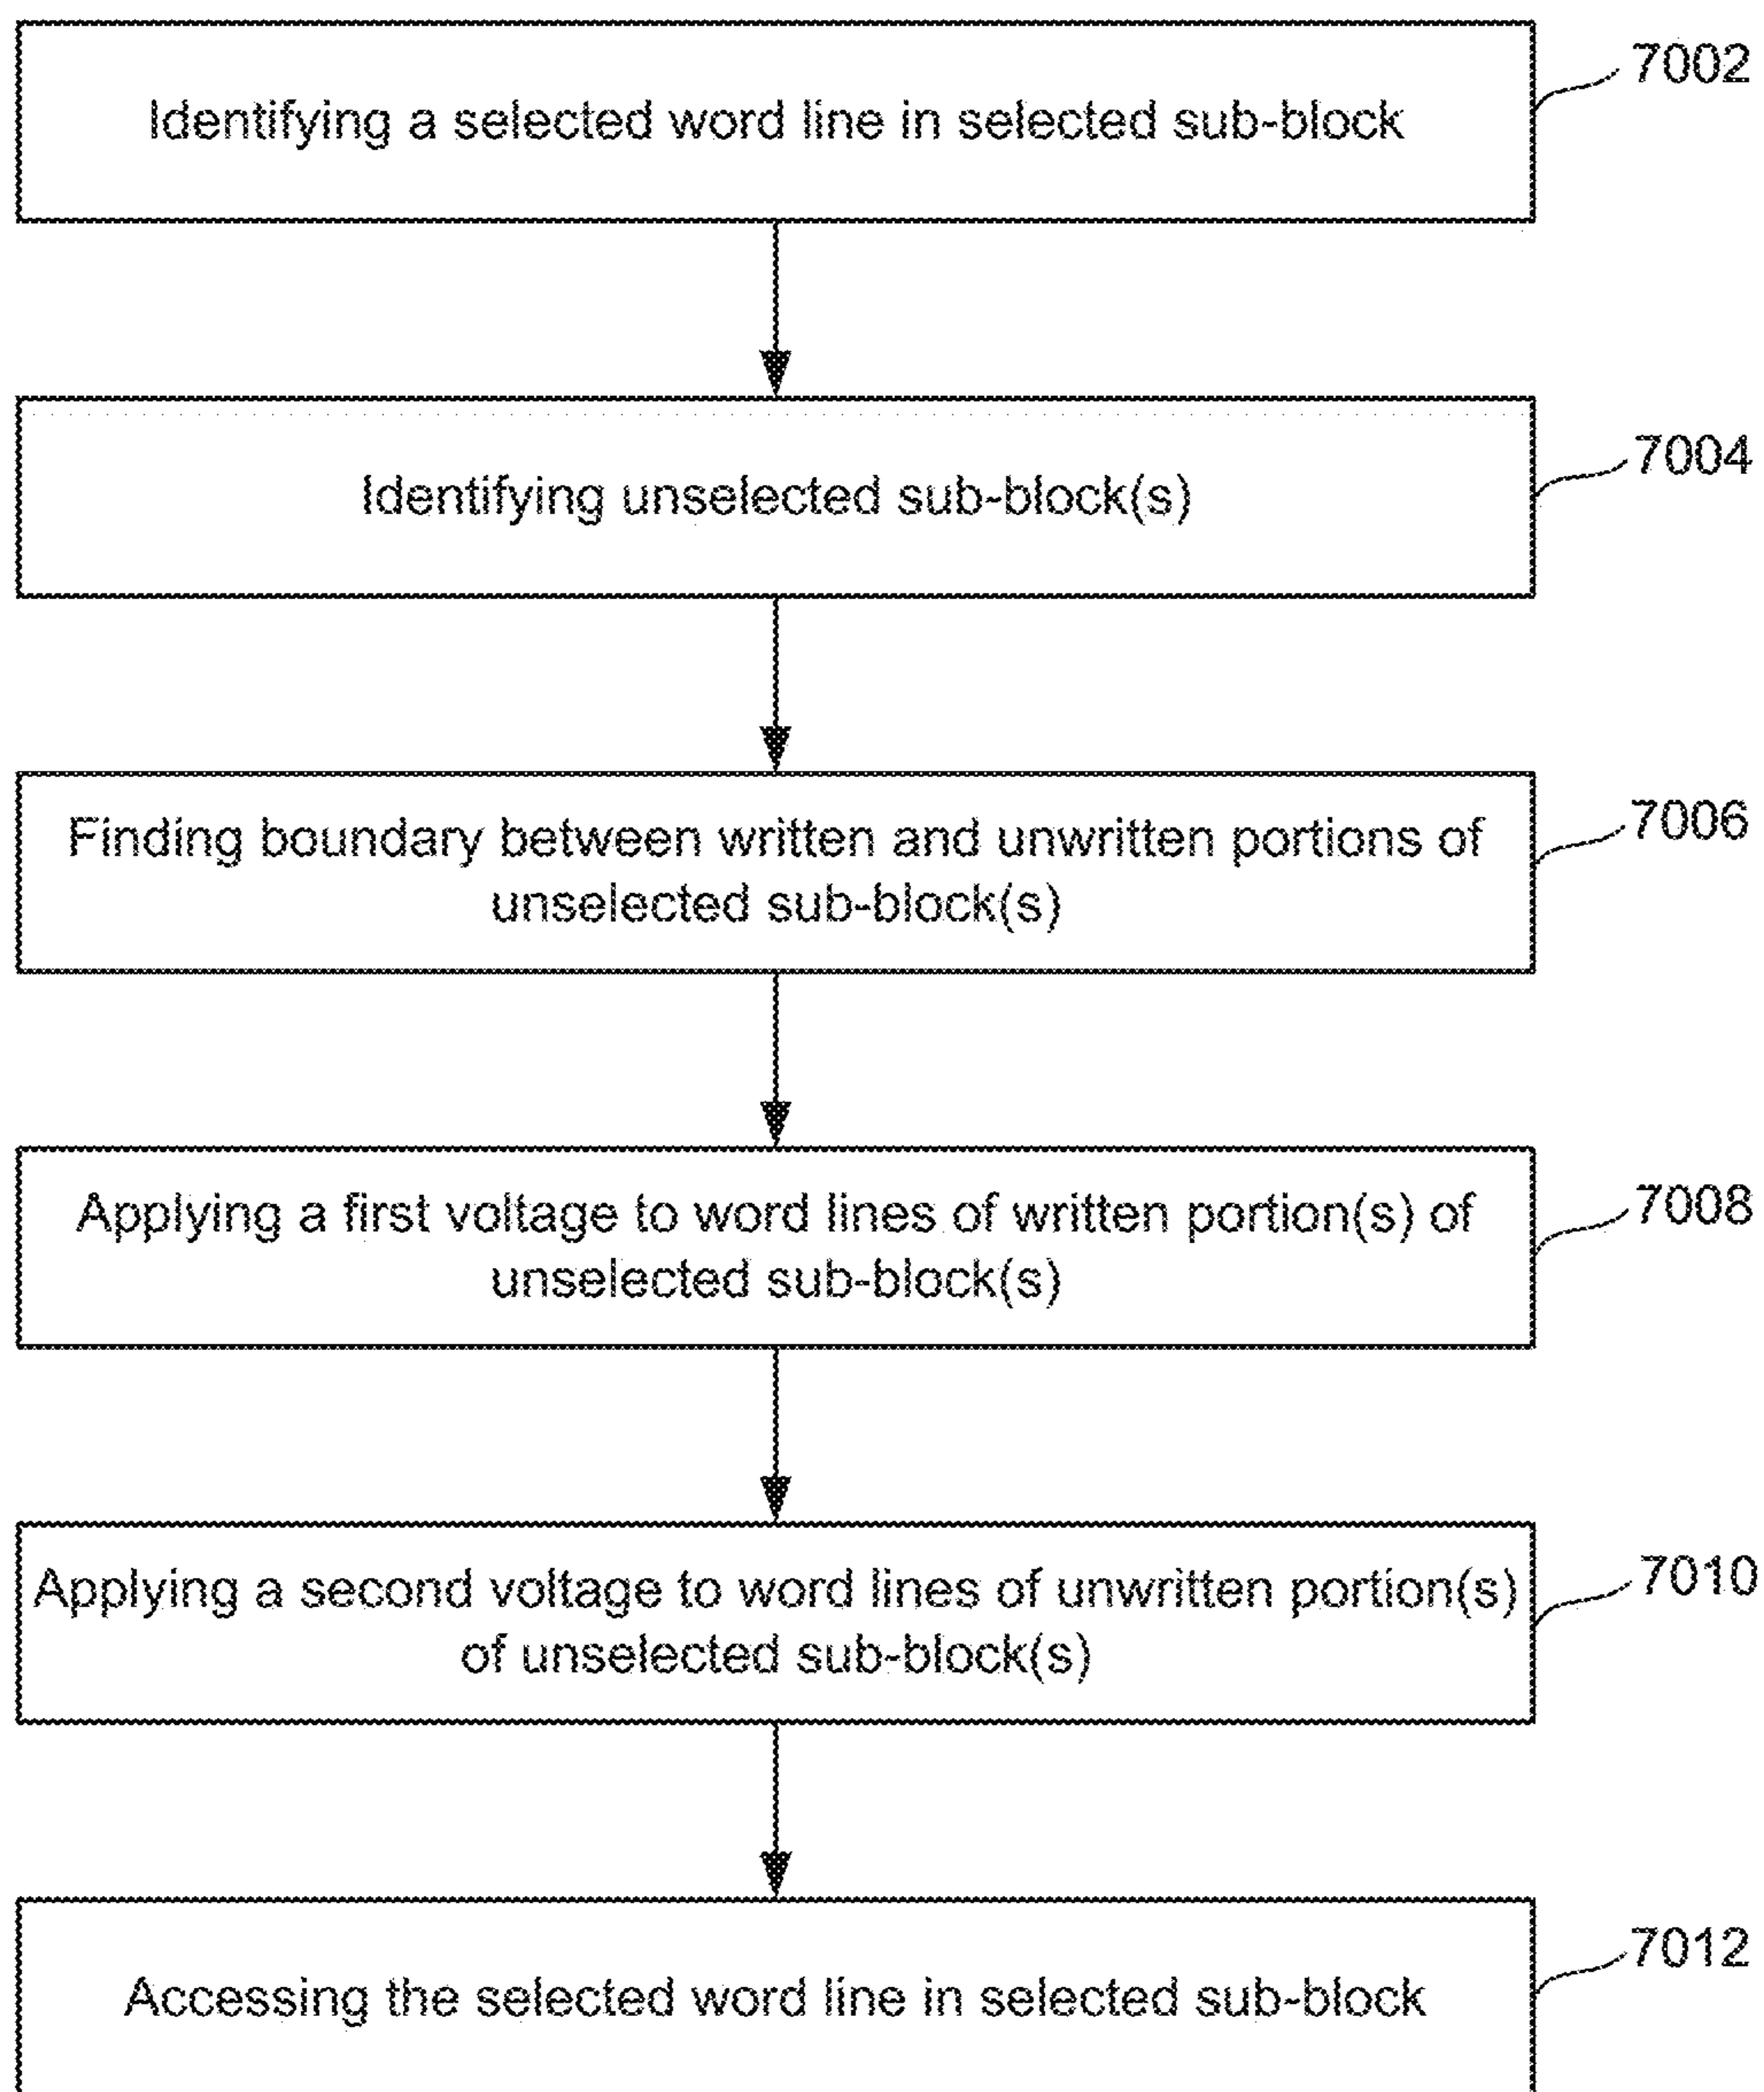 7002
Identifying a selected word line in selected sub-block
7004
Identifying unselected sub-block(s)
7006
Finding boundary between written and unwritten portions of
unselected sub-block(s)
7008
Applying a first voltage to word lines of written portion(s) of
unselected sub-block(s)
7010
Applying a second voltage to word lines of unwritten portion(s)
of unselected sub-block(s)
7012
Accessing the selected word line in selected sub-block